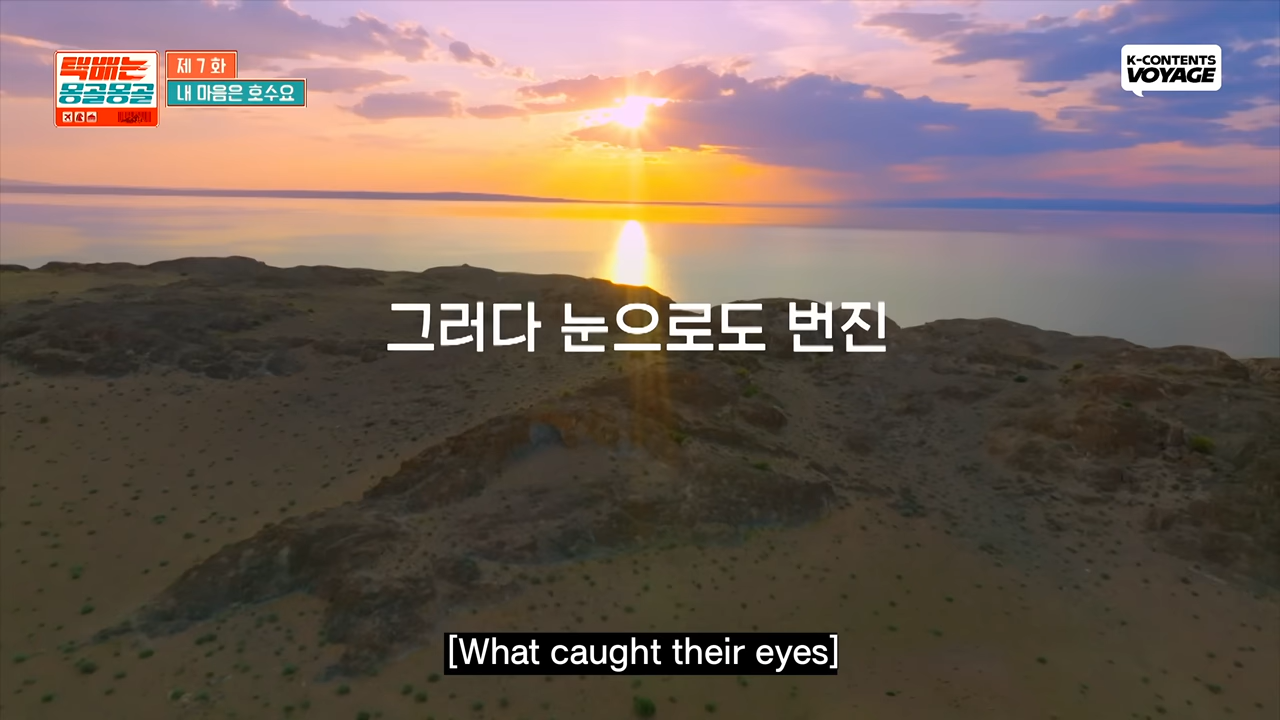 택배는
몽골몽골
제 7 화
내 마음은 호수요
K-CONTENTS
VOYAGE
그러다 눈으로도 번진
[What caught their eyes]